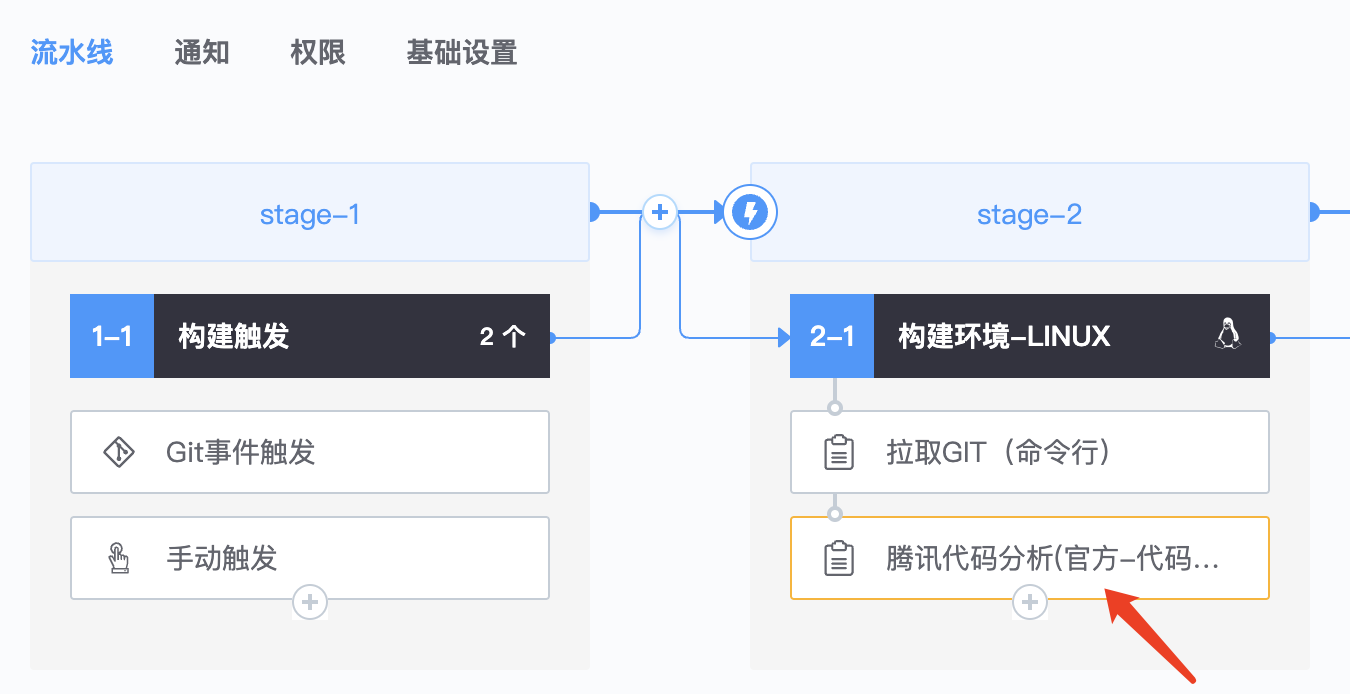 流水线 通知 权限 基础设置
stage-1
stage-2
1-1 构建触发 2 个
2-1 构建环境-LINUX
Git事件触发
拉取GIT（命令行）
手动触发
腾讯代码分析(官方-代码...